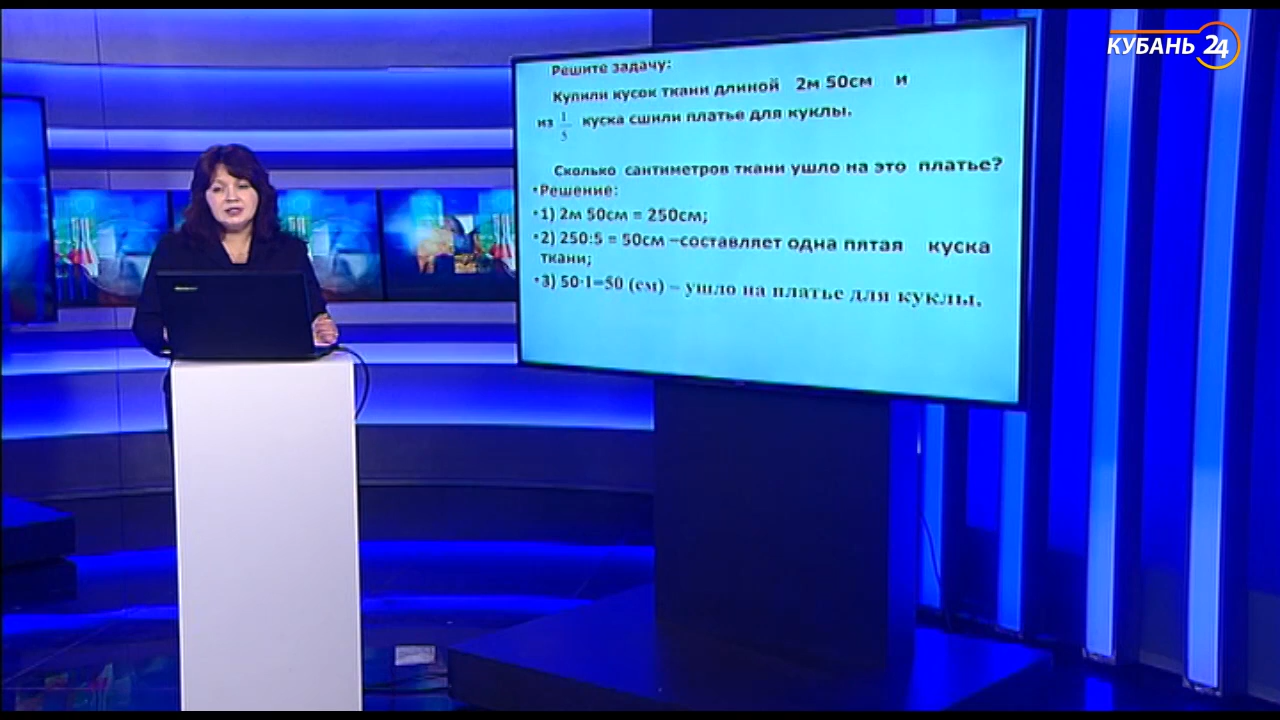 КУБАНЬ 24
Решите задачу:
Купили кусок ткани длиной 2м 50см и
из 1/5 куска сшили платье для куклы.
Сколько сантиметров ткани ушло на это платье?
•Решение:
•1) 2м 50см = 250см;
•2) 250:5 = 50см –составляет одна пятая куска
ткани;
•3) 50·1=50 (см) – ушло на платье для куклы.